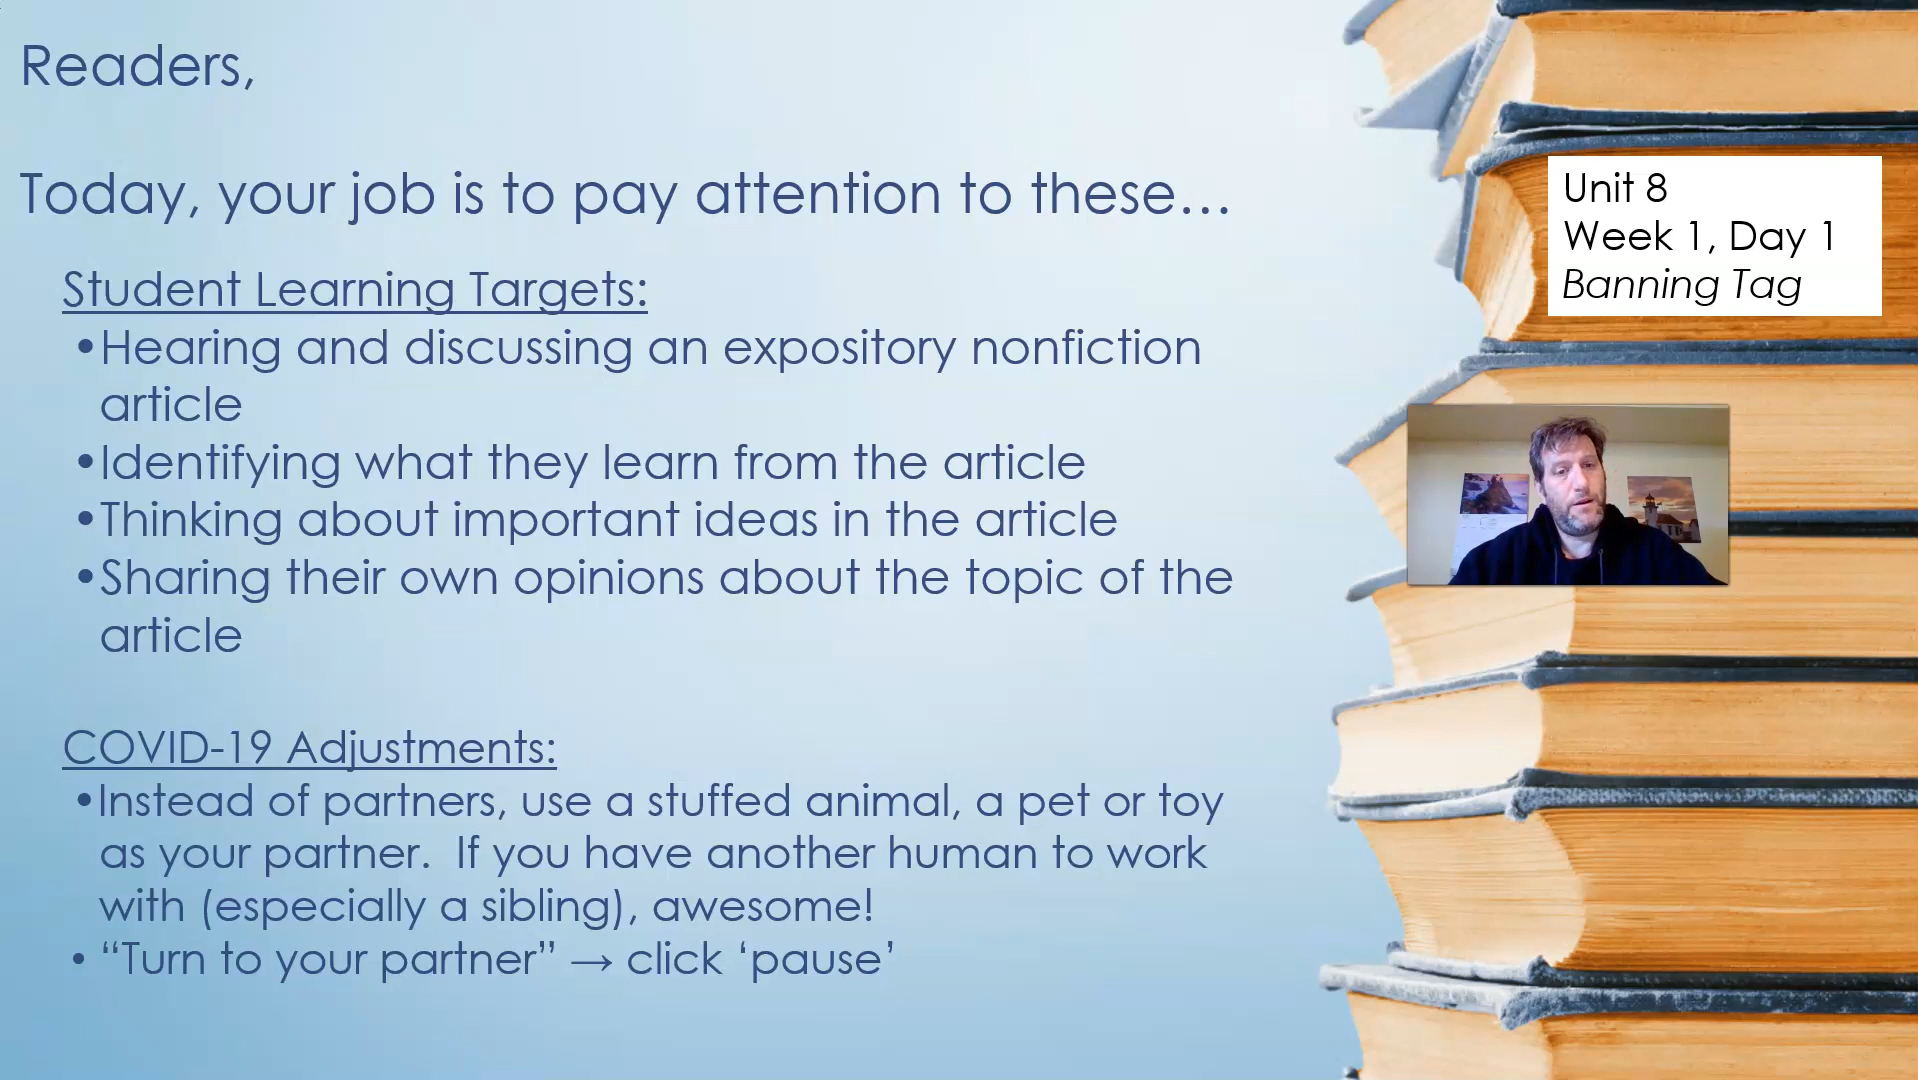 Readers,
Today, your job is to pay attention to these…
Student Learning Targets:
•Hearing and discussing an expository nonfiction
article
•Identifying what they learn from the article
•Thinking about important ideas in the article
•Sharing their own opinions about the topic of the
article
COVID-19 Adjustments:
•Instead of partners, use a stuffed animal, a pet or toy
as your partner.  If you have another human to work
with (especially a sibling), awesome!
• “Turn to your partner” → click ‘pause’
Unit 8
Week 1, Day 1
Banning Tag